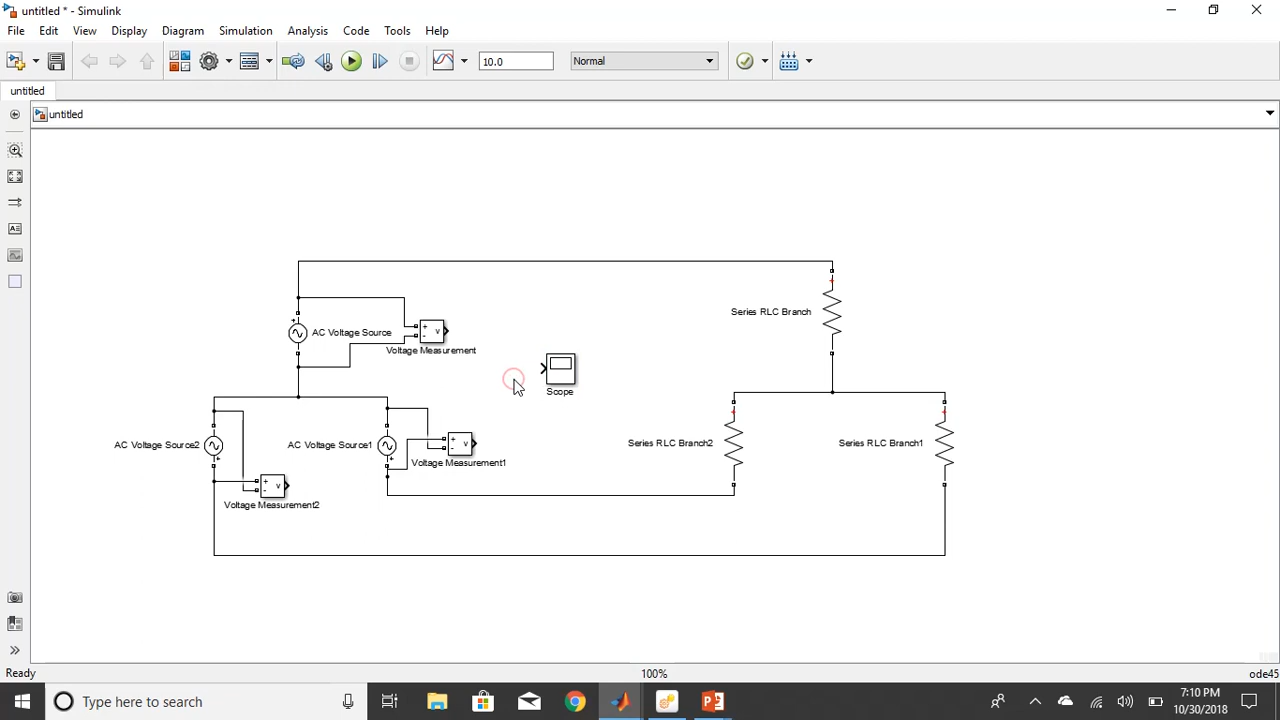 untitled * - Simulink
File Edit View Display Diagram Simulation Analysis Code Tools Help
10.0 Normal
untitled
untitled
Series RLC Branch
AC Voltage Source
v
Voltage Measurement
Scope
AC Voltage Source2
AC Voltage Source1
v
Voltage Measurement1
Series RLC Branch2
Series RLC Branch1
v
Voltage Measurement2
Ready 100% ode45
Type here to search
7:10 PM
10/30/2018